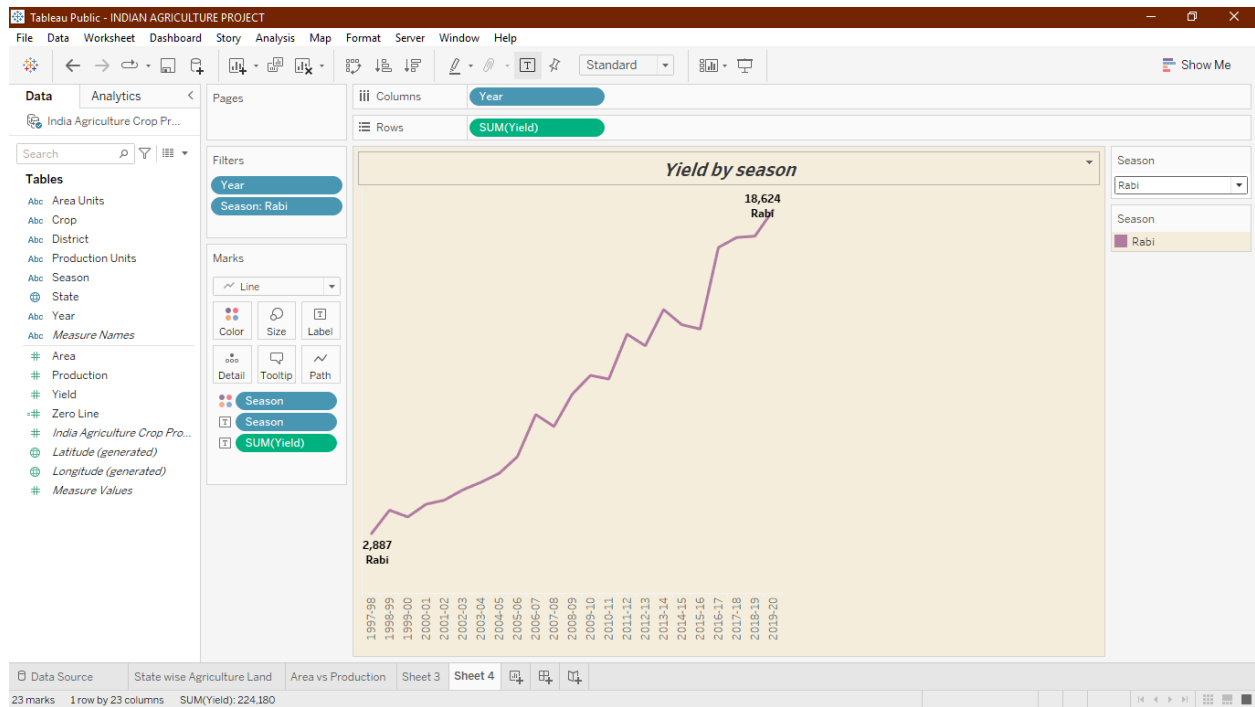 Tableau Public - INDIAN AGRICULTURE PROJECT
File Data Worksheet Dashboard Story Analysis Map Format Server Window Help
Standard
Show Me
Data Analytics
India Agriculture Crop Pr...
Search
Tables
Abc Area Units
Abc Crop
Abc District
Abc Production Units
Abc Season
State
Abc Year
Abc Measure Names
# Area
# Production
# Yield
=# Zero Line
# India Agriculture Crop Pro...
Latitude (generated)
Longitude (generated)
# Measure Values
Pages
Filters
Year
Season: Rabi
Marks
Line
Color Size Label
Detail Tooltip Path
Season
Season
SUM(Yield)
Columns Year
Rows SUM(Yield)
Yield by season
18,624
Rabi
2,887
Rabi
1997-98
1998-99
1999-00
2000-01
2001-02
2002-03
2003-04
2004-05
2005-06
2006-07
2007-08
2008-09
2009-10
2010-11
2011-12
2012-13
2013-14
2014-15
2015-16
2016-17
2017-18
2018-19
2019-20
Season
Rabi
Season
Rabi
Data Source State wise Agriculture Land Area vs Production Sheet 3 Sheet 4
23 marks 1 row by 23 columns SUM(Yield): 224,180